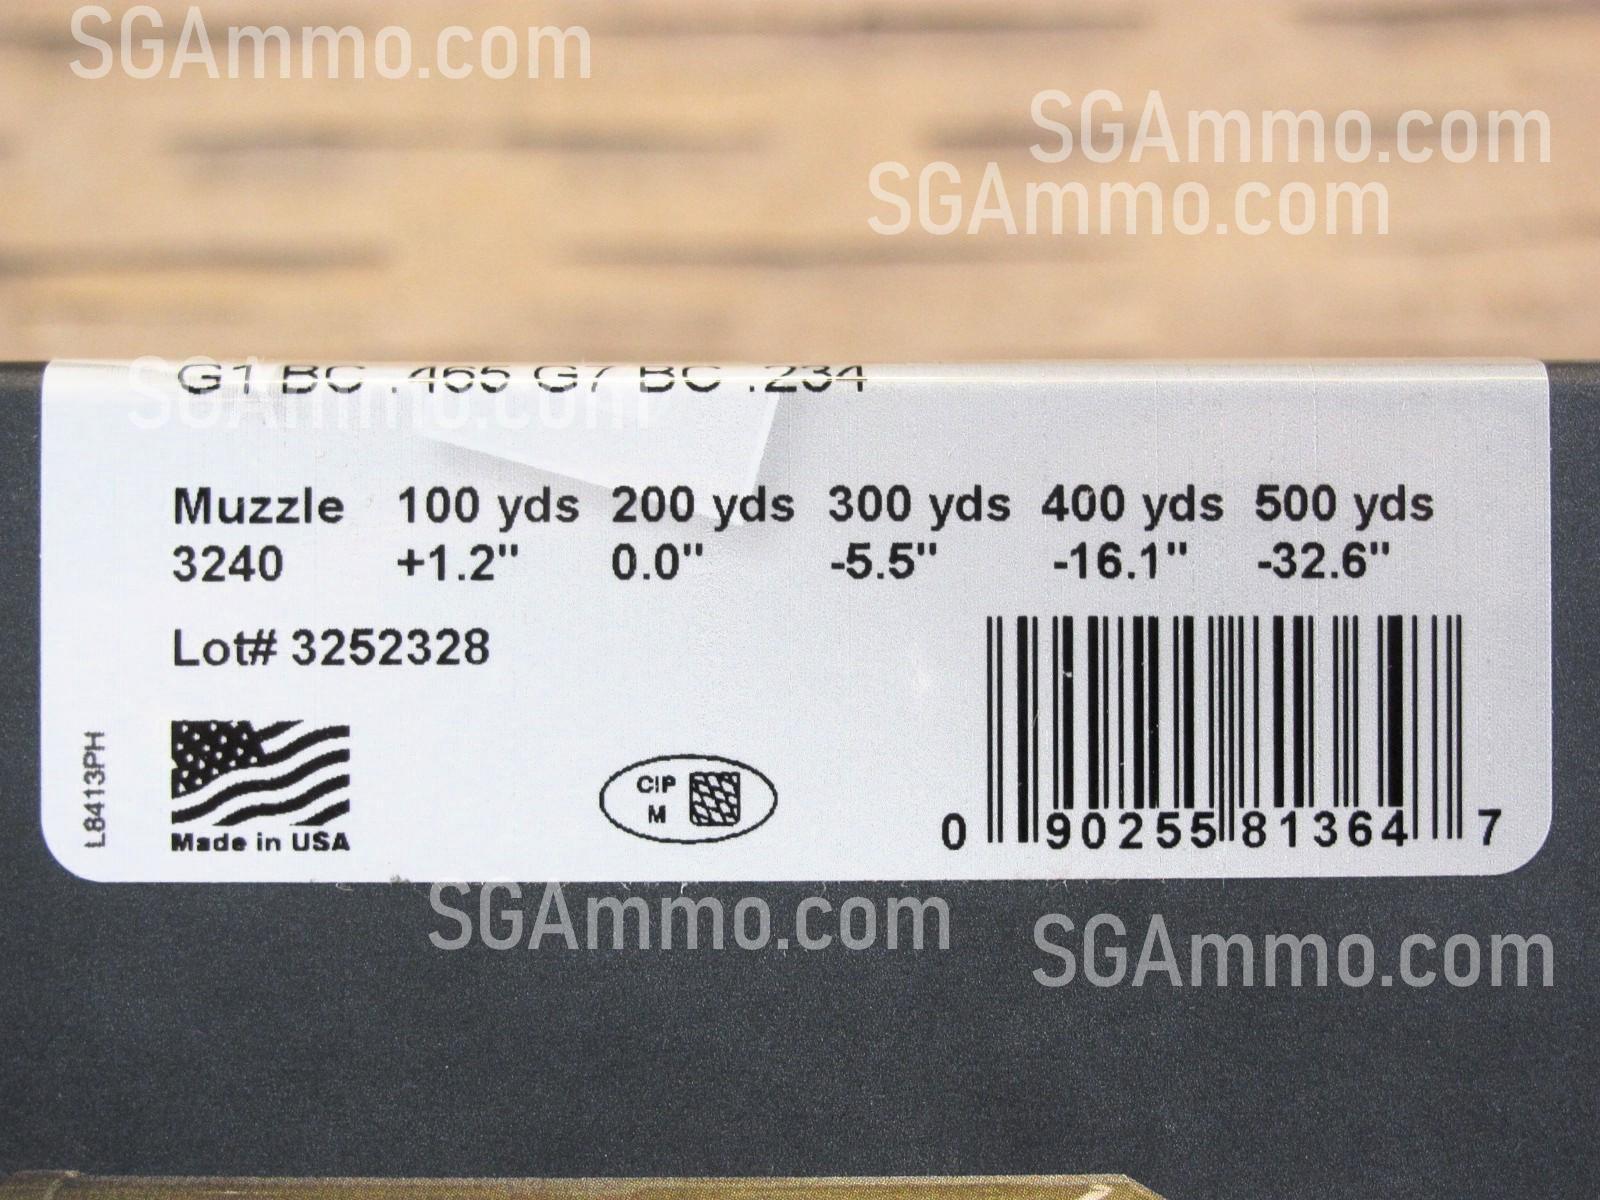 SGAmmo.com
SGAmmo.com
SGAmmo.com
SGAmmo.com
G1 BC .465 G7 BC .234
Muzzle 100 yds 200 yds 300 yds 400 yds 500 yds
3240 +1.2" 0.0" -5.5" -16.1" -32.6"
Lot# 3252328
L8413PH
Made in USA
CIP
M
0 90255 81364 7
SGAmmo.com
SGAmmo.com